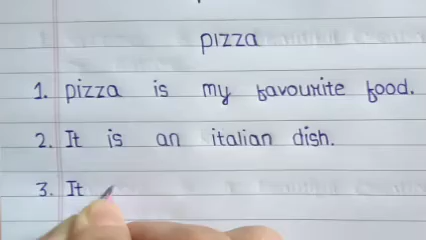 pizza
1. pizza is my favourite food.
2. It is an italian dish.
3. It